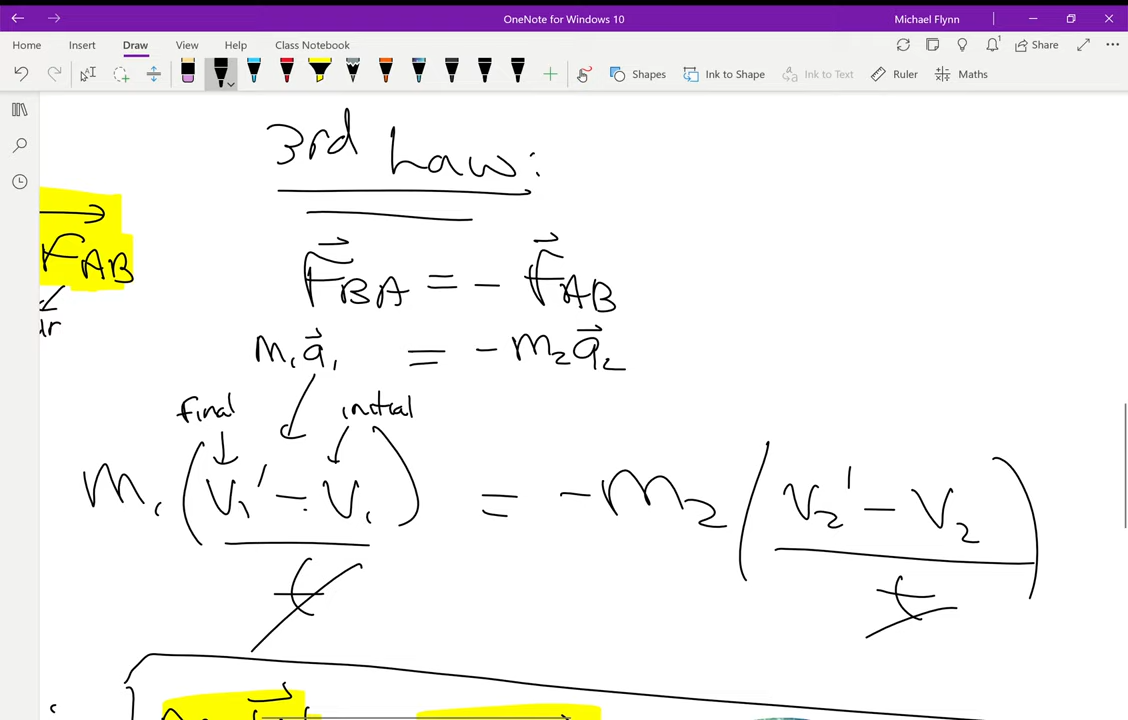 OneNote for Windows 10
Michael Flynn
Home Insert Draw View Help Class Notebook
1
Share
Shapes
Ink to Shape
Ink to Text
Ruler
Maths
3rd Law:
F⃗BA = - F⃗AB
FAB
m₁a⃗₁ = - m₂a⃗₂
final initial
m₁(V₁' - V₁ / t) = - m₂(V₂' - V₂ / t)